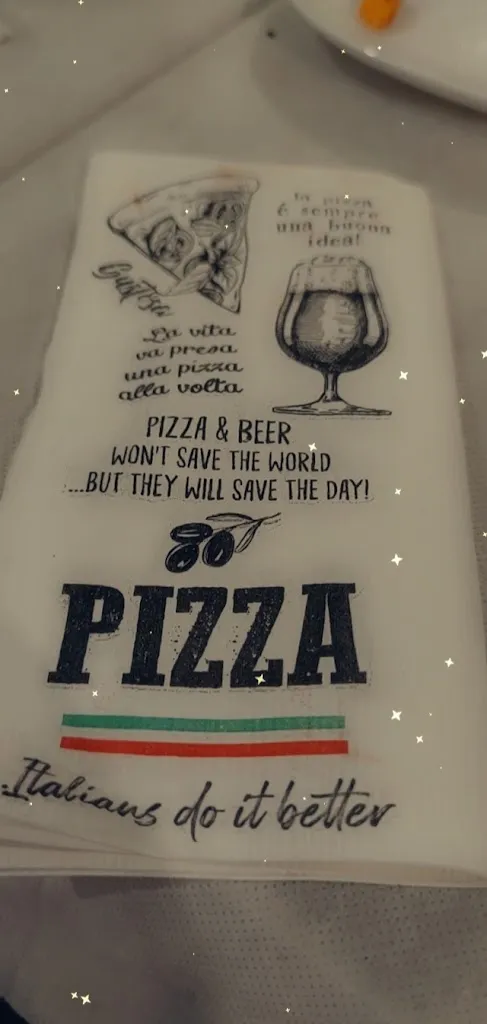 la pizza
è sempre
una buona
idea!
Gustosa
La vita
va presa
una pizza
alla volta
PIZZA & BEER
WON'T SAVE THE WORLD
...BUT THEY WILL SAVE THE DAY!
PIZZA
Italians do it better